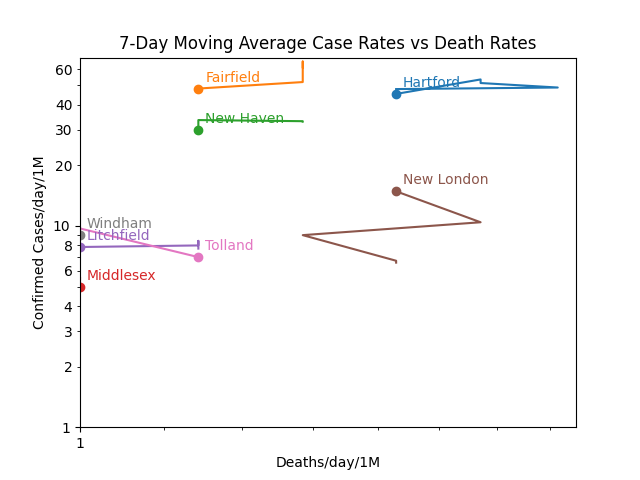 7-Day Moving Average Case Rates vs Death Rates
60
40
30
20
10
8
6
4
3
2
1
Confirmed Cases/day/1M
Fairfield
Hartford
New Haven
New London
Windham
Litchfield
Tolland
Middlesex
1
Deaths/day/1M